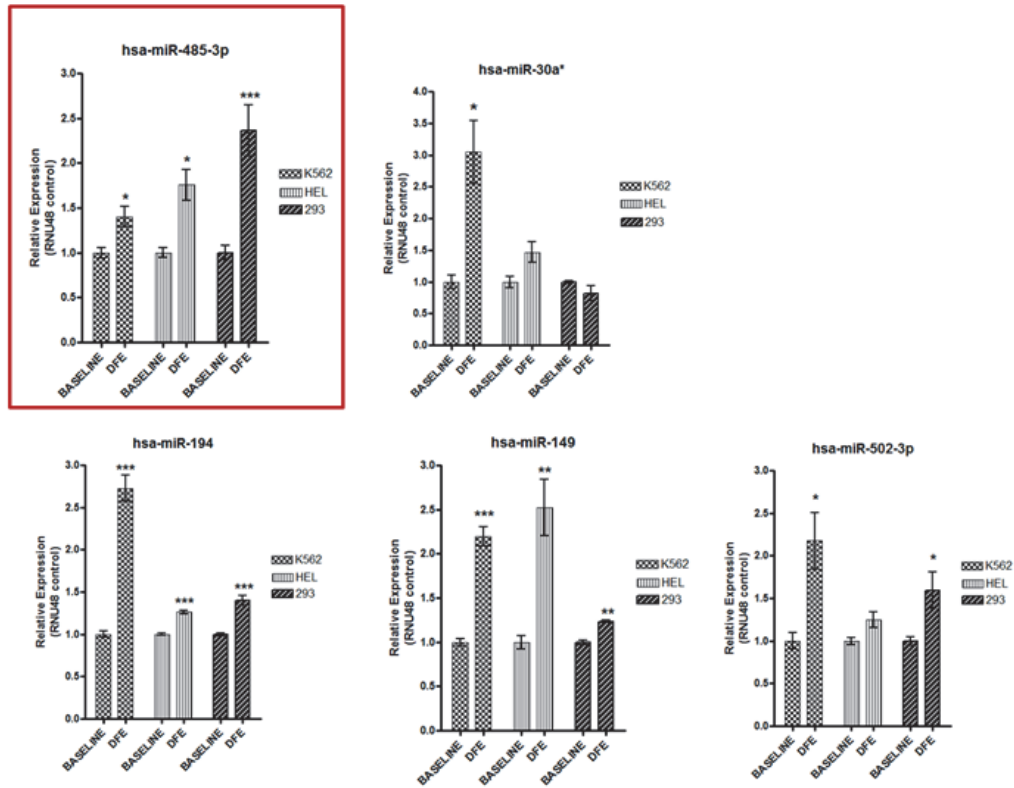 hsa-miR-485-3p
Relative Expression
(RNU48 control)
3.0
2.5
2.0
1.5
1.0
0.5
0.0
*
*
***
BASELINE
DFE
BASELINE
DFE
BASELINE
DFE
K562
HEL
293
hsa-miR-30a*
Relative Expression
(RNU48 control)
4.0
3.5
3.0
2.5
2.0
1.5
1.0
0.5
0.0
*
BASELINE
DFE
BASELINE
DFE
BASELINE
DFE
K562
HEL
293
hsa-miR-194
Relative Expression
(RNU48 control)
3.0
2.5
2.0
1.5
1.0
0.5
0.0
***
***
***
BASELINE
DFE
BASELINE
DFE
BASELINE
DFE
K562
HEL
293
hsa-miR-149
Relative Expression
(RNU48 control)
3.0
2.5
2.0
1.5
1.0
0.5
0.0
***
**
**
BASELINE
DFE
BASELINE
DFE
BASELINE
DFE
K562
HEL
293
hsa-miR-502-3p
Relative Expression
(RNU48 control)
3.0
2.5
2.0
1.5
1.0
0.5
0.0
*
*
BASELINE
DFE
BASELINE
DFE
BASELINE
DFE
K562
HEL
293